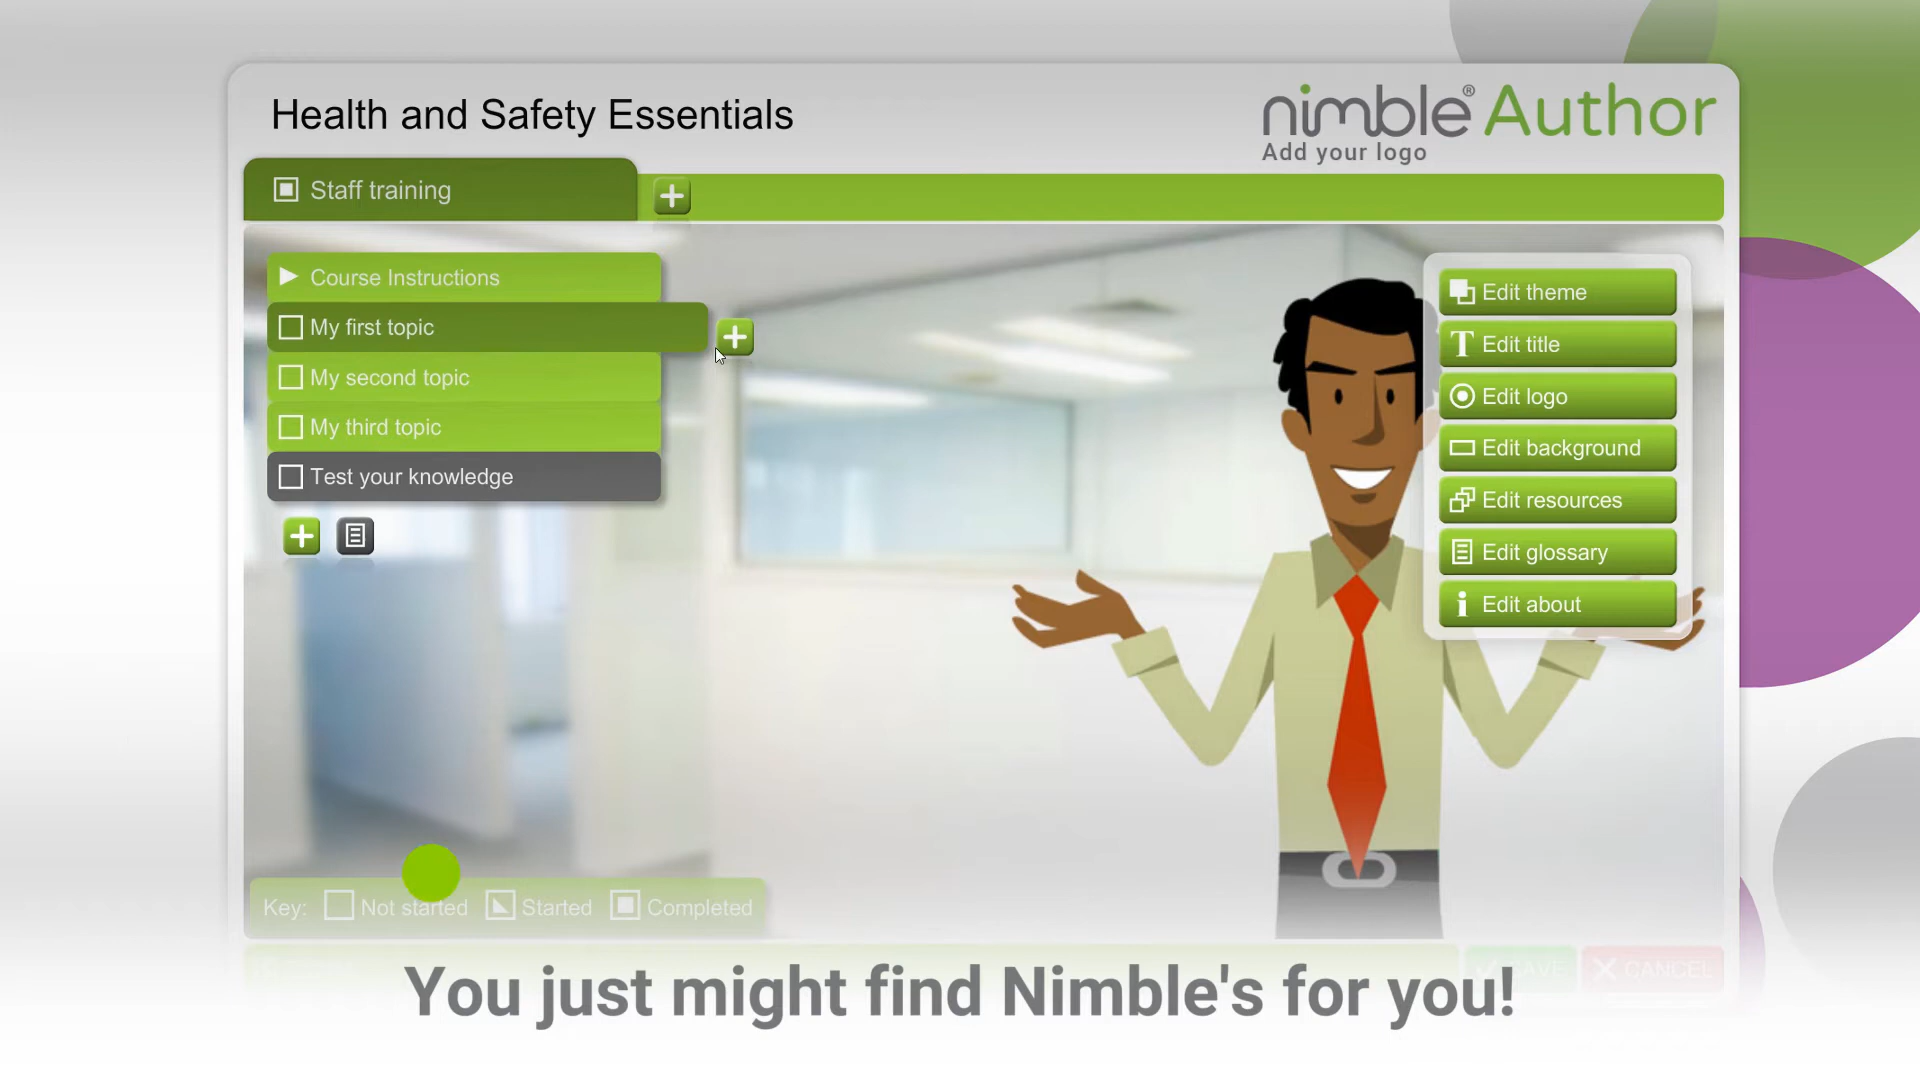 Health and Safety Essentials
nimble® Author
Add your logo
Staff training
Course Instructions
My first topic
My second topic
My third topic
Test your knowledge
Edit theme
Edit title
Edit logo
Edit background
Edit resources
Edit glossary
Edit about
Key: Not started Started Completed
SAVE CANCEL
You just might find Nimble's for you!